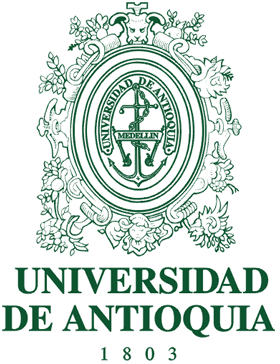 UNIVERSIDAD DE ANTIOQUIA
MEDELLIN
UNIVERSIDAD
DE ANTIOQUIA
1803